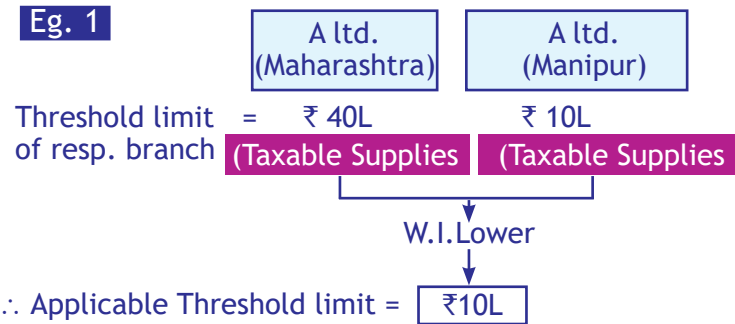 Eg. 1
A ltd.
(Maharashtra)
A ltd.
(Manipur)
Threshold limit = ₹ 40L ₹ 10L
of resp. branch (Taxable Supplies (Taxable Supplies
W.I.Lower
∴ Applicable Threshold limit = ₹10L